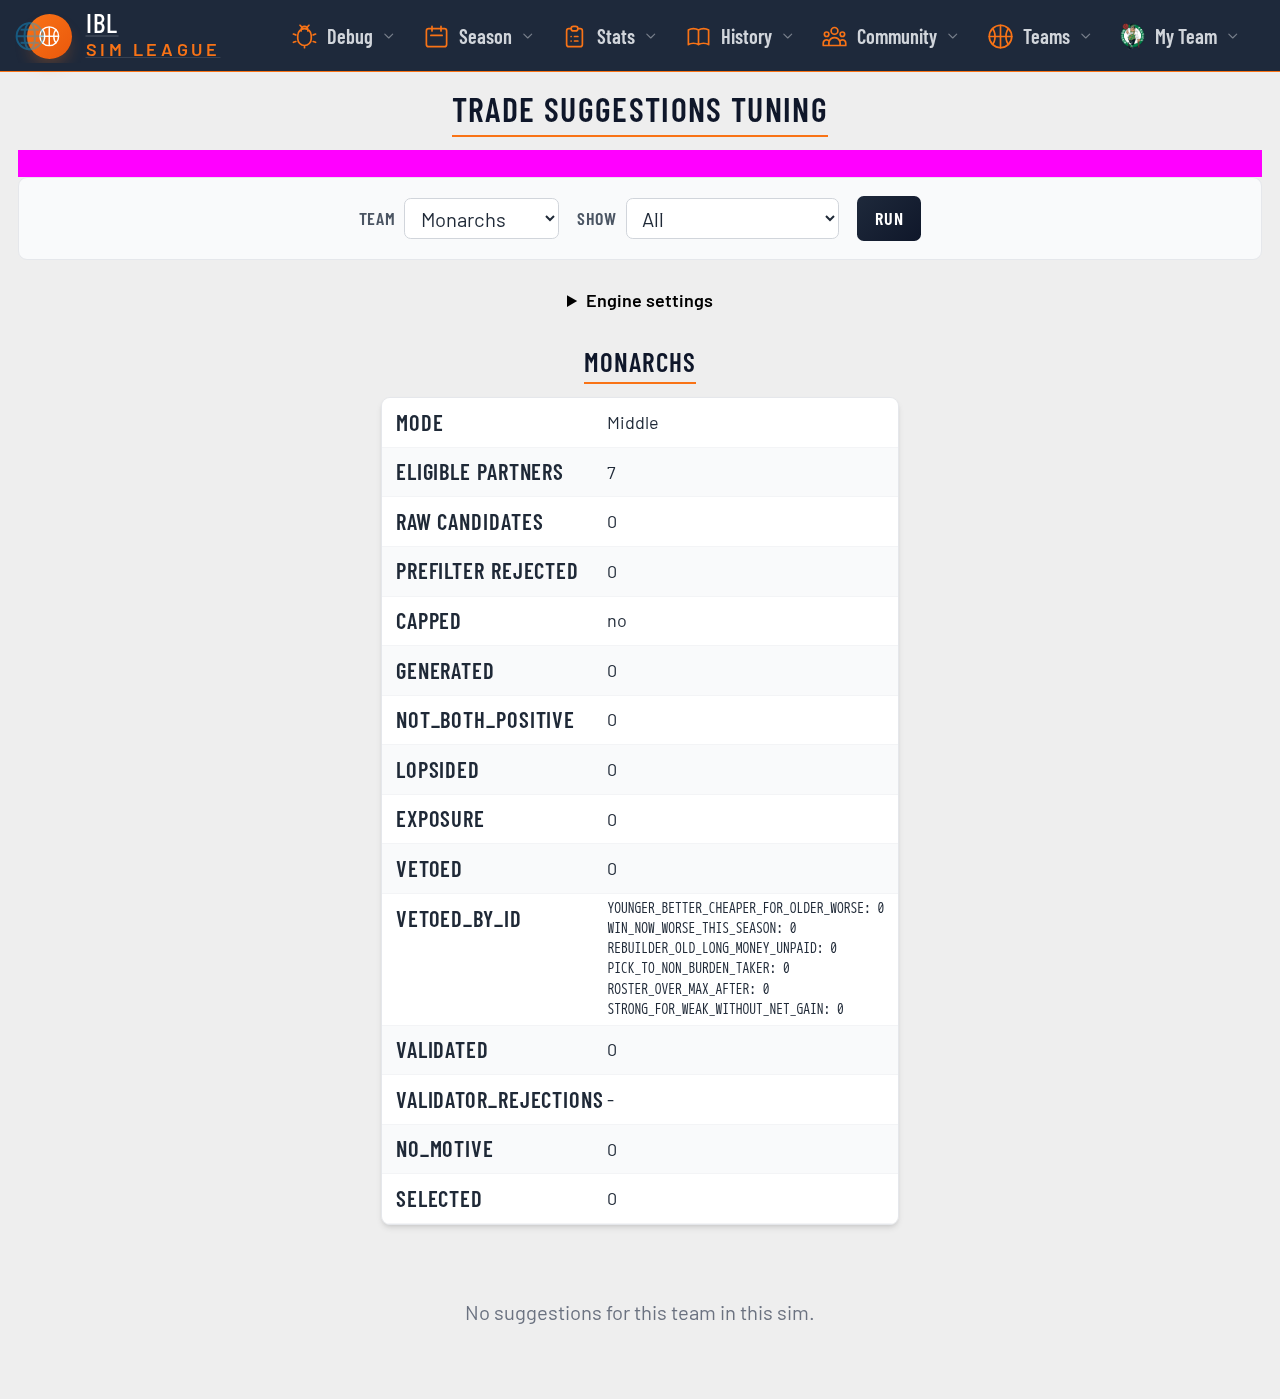 IBL
SIM LEAGUE
Debug
Season
Stats
History
Community
Teams
My Team
TRADE SUGGESTIONS TUNING
TEAM
Monarchs
SHOW
All
RUN
Engine settings
MONARCHS
MODE Middle
ELIGIBLE PARTNERS 7
RAW CANDIDATES 0
PREFILTER REJECTED 0
CAPPED no
GENERATED 0
NOT_BOTH_POSITIVE 0
LOPSIDED 0
EXPOSURE 0
VETOED 0
VETOED_BY_ID YOUNGER_BETTER_CHEAPER_FOR_OLDER_WORSE: 0
WIN_NOW_WORSE_THIS_SEASON: 0
REBUILDER_OLD_LONG_MONEY_UNPAID: 0
PICK_TO_NON_BURDEN_TAKER: 0
ROSTER_OVER_MAX_AFTER: 0
STRONG_FOR_WEAK_WITHOUT_NET_GAIN: 0
VALIDATED 0
VALIDATOR_REJECTIONS -
NO_MOTIVE 0
SELECTED 0
No suggestions for this team in this sim.